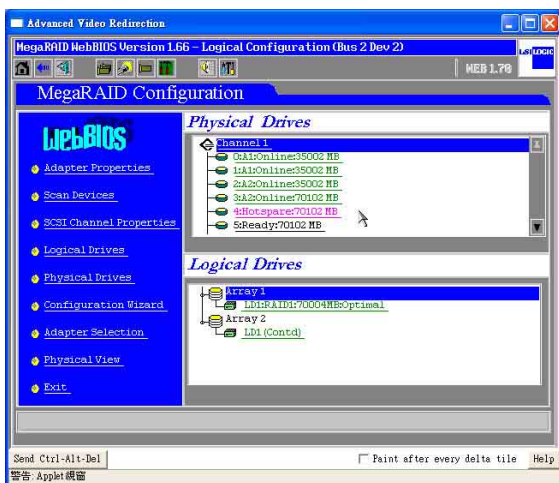 Advanced Video Redirection
MegaRAID WebBIOS Version 1.66 - Logical Configuration(Bus 2 Dev 2)
LSI LOGIC
WEB 1.70
MegaRAID Configuration
WebBIOS
Adapter Properties
Scan Devices
SCSI Channel Properties
Logical Drives
Physical Drives
Configuration Wizard
Adapter Selection
Physical View
Exit
Physical Drives
Channel 1
0:A1:Online:35002 MB
1:A1:Online:35002 MB
2:A2:Online:35002 MB
3:A2:Online:70102 MB
4:Hotspare:70102 MB
5:Ready:70102 MB
Logical Drives
Array 1
LD1:RAID1:70004MB:Optimal
Array 2
LD1 (Contd)
Send Ctrl-Alt-Del
Paint after every delta tile
Help
警告: Applet 視窗